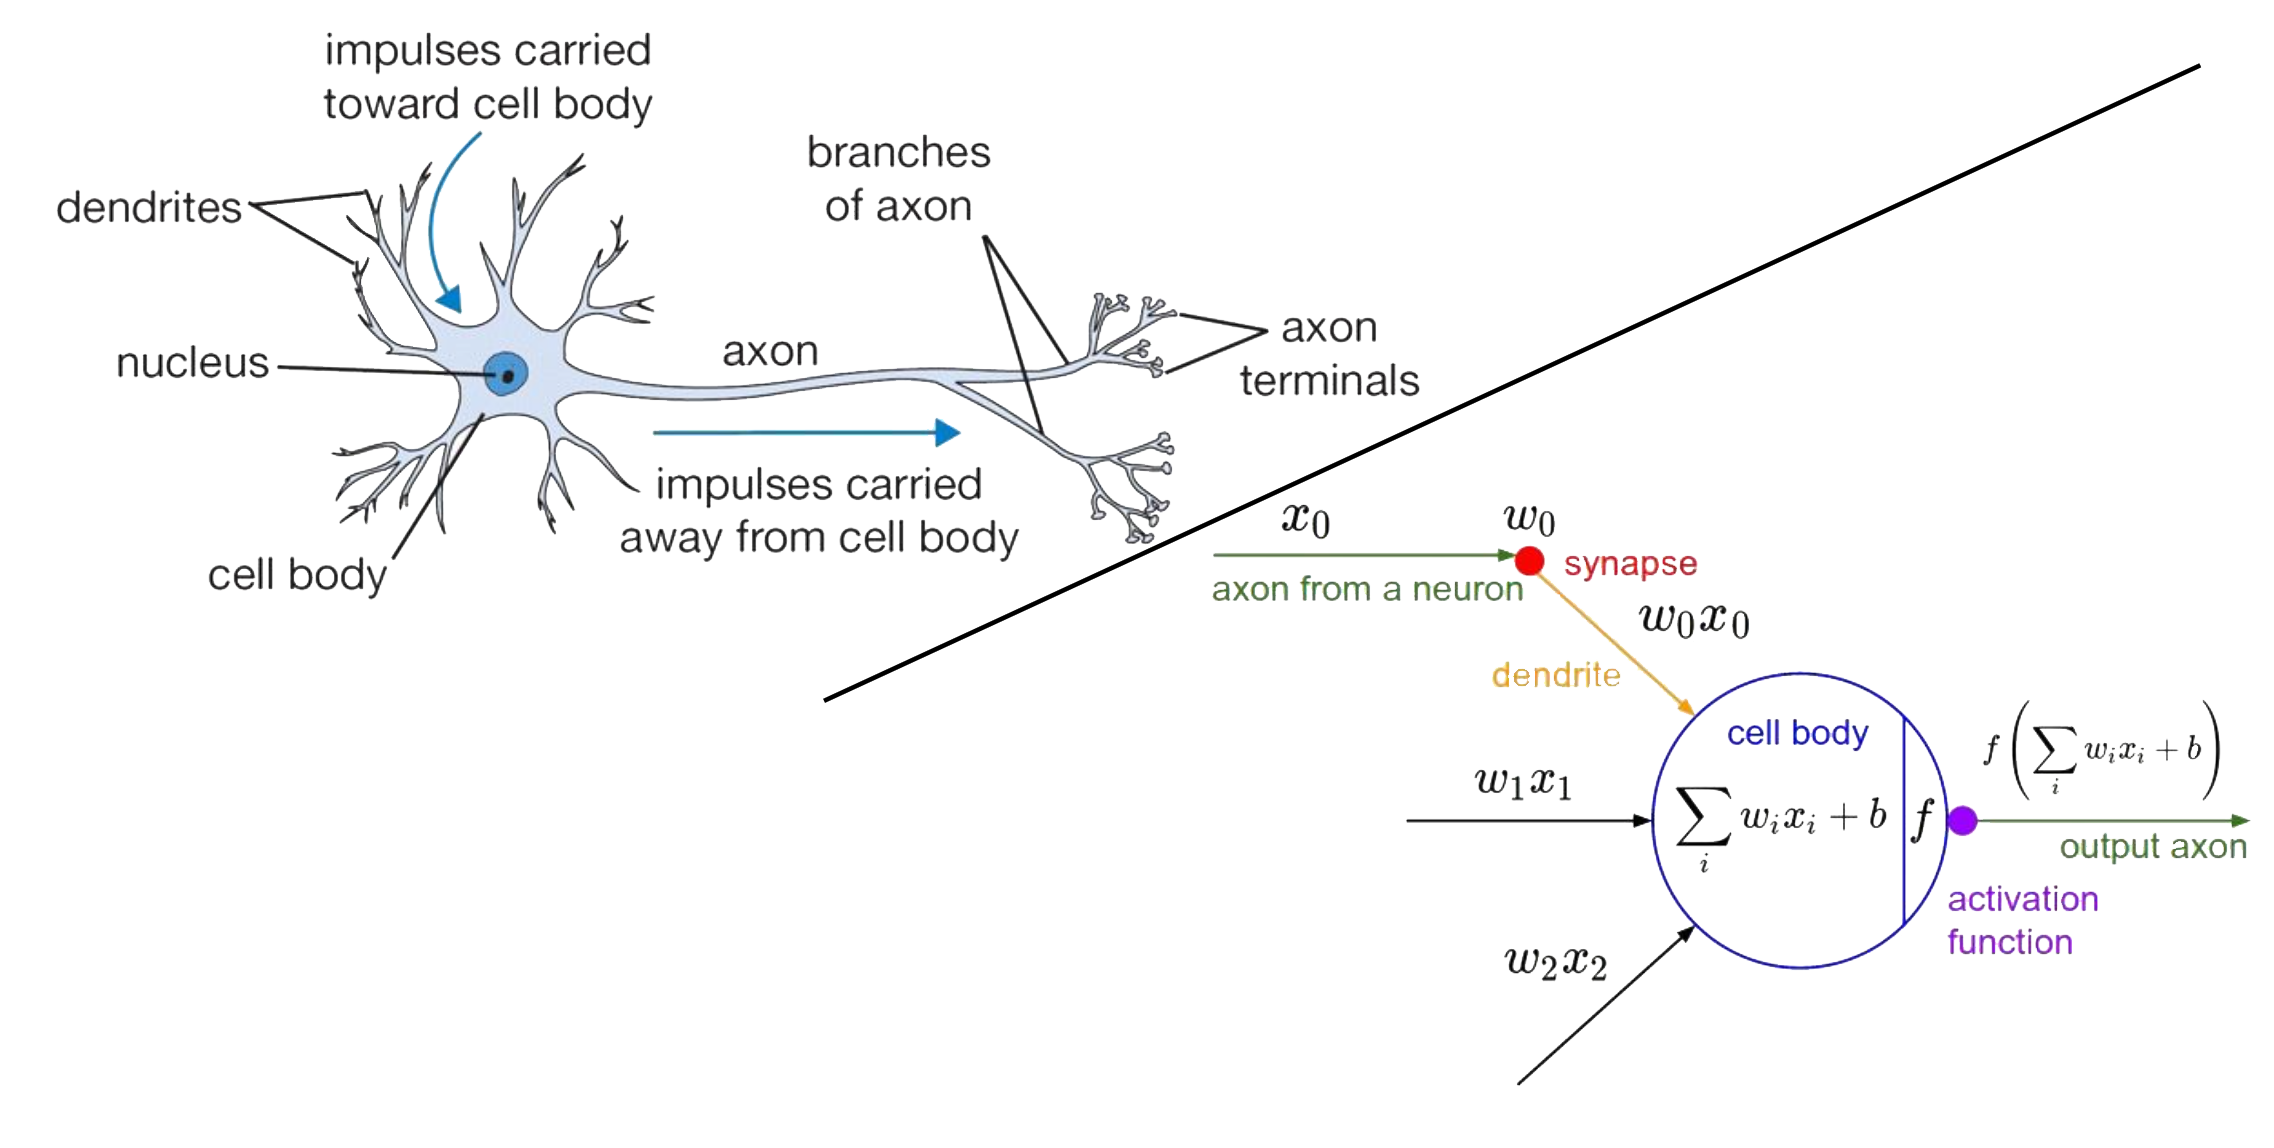 impulses carried
toward cell body
branches
of axon
dendrites
axon
terminals
nucleus
axon
impulses carried
away from cell body
cell body
x₀
w₀
synapse
axon from a neuron
w₀x₀
dendrite
cell body
f(∑ᵢ wᵢxᵢ + b)
w₁x₁
∑ᵢ wᵢxᵢ + b
f
output axon
activation
function
w₂x₂